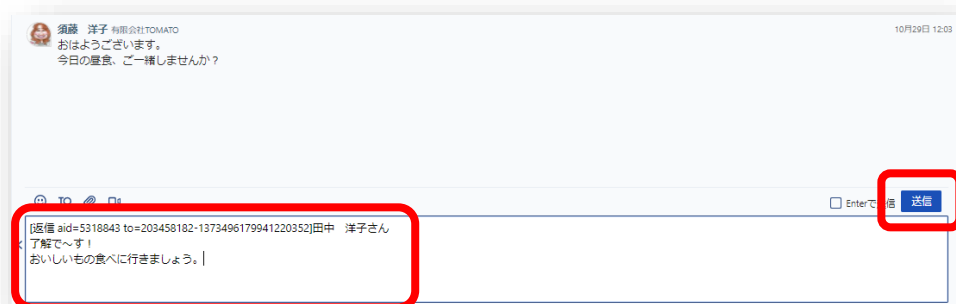 須藤　洋子 有限会社TOMATO
10月29日 12:03
おはようございます。
今日の昼食、ご一緒しませんか？
TO
Enterで信 送信
[返信 aid=5318843 to=203458182-1373496179941220352]田中　洋子さん
了解で～す！
おいしいもの食べに行きましょう。